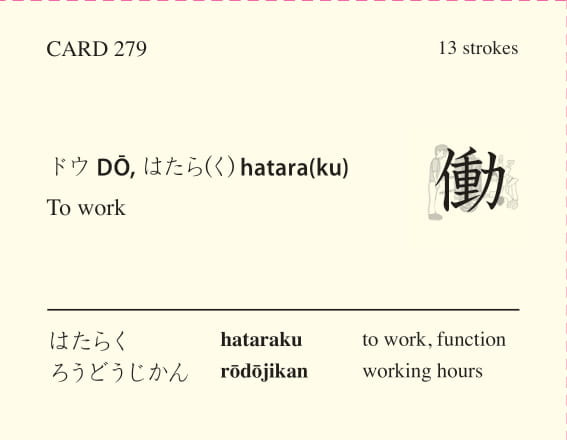 CARD 279
13 strokes
ドウ DŌ, はたら(く) hatara(ku)
To work
働
はたらく hataraku to work, function
ろうどうじかん rōdōjikan working hours